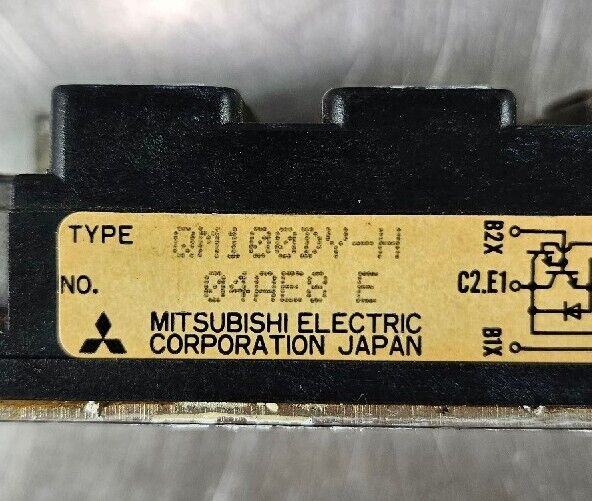 TYPE QM100DY-H
NO. 04AE8 E
MITSUBISHI ELECTRIC
CORPORATION JAPAN
B2X
C2.E1
B1X